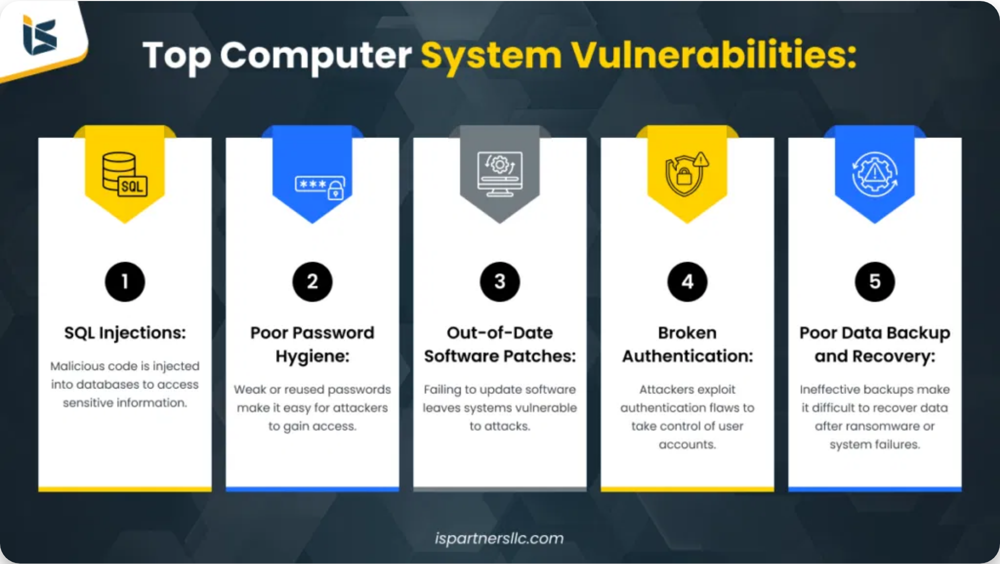 Top Computer System Vulnerabilities:
SQL
1
SQL Injections:
Malicious code is injected
into databases to access
sensitive information.
***
2
Poor Password
Hygiene:
Weak or reused passwords
make it easy for attackers
to gain access.
3
Out-of-Date
Software Patches:
Failing to update software
leaves systems vulnerable
to attacks.
4
Broken
Authentication:
Attackers exploit
authentication flaws to
take control of user
accounts.
5
Poor Data Backup
and Recovery:
Ineffective backups make
it difficult to recover data
after ransomware or
system failures.
ispartnersllc.com